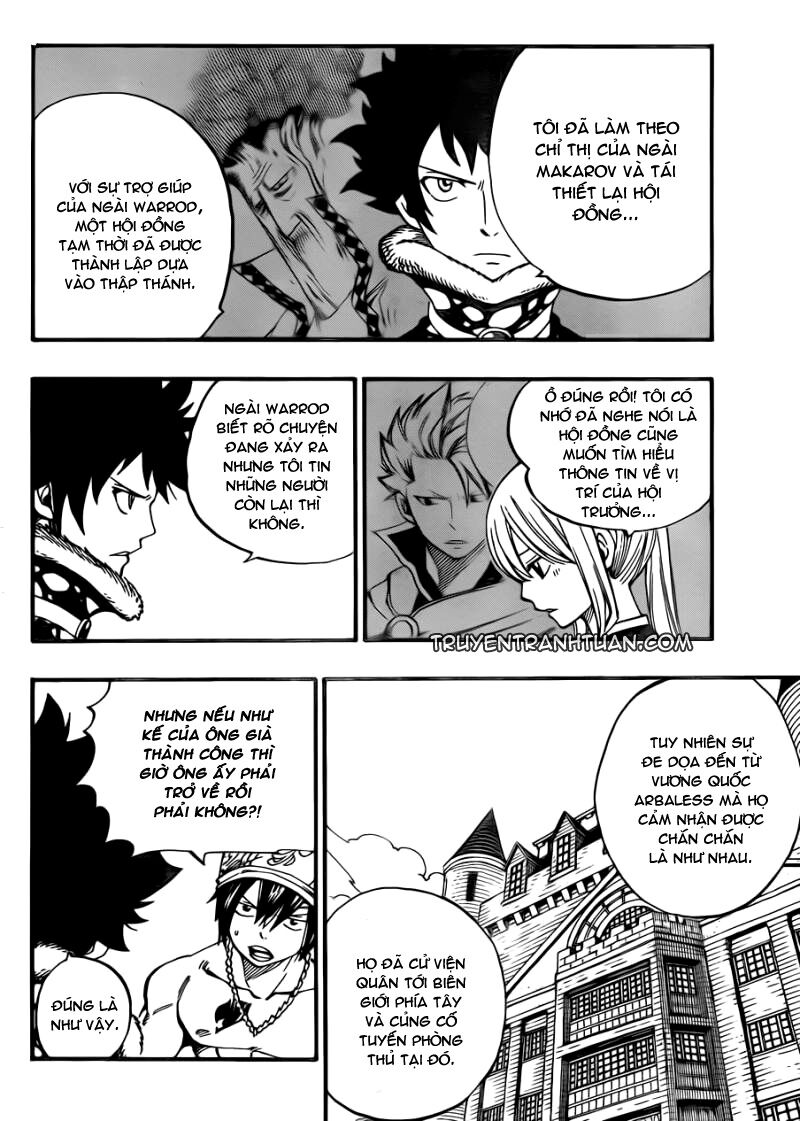 TÔI ĐÃ LÀM THEO
CHỈ THỊ CỦA NGÀI
MAKAROV VÀ TÁI
THIẾT LẠI HỘI
ĐỒNG...
VỚI SỰ TRỢ GIÚP
CỦA NGÀI WARROD,
MỘT HỘI ĐỒNG
TẠM THỜI ĐÃ ĐƯỢC
THÀNH LẬP DỰA
VÀO THẬP THÁNH.
Ồ ĐÚNG RỒI! TÔI CÓ
NHỚ ĐÃ NGHE NÓI LÀ
HỘI ĐỒNG CŨNG
MUỐN TÌM HIỂU
THÔNG TIN VỀ VỊ
TRÍ CỦA HỘI
TRƯỞNG...
NGÀI WARROD
BIẾT RÕ CHUYỆN
ĐANG XẢY RA
NHƯNG TÔI TIN
NHỮNG NGƯỜI
CÒN LẠI THÌ
KHÔNG.
TRUYENTRANHTUAN.COM
TUY NHIÊN SỰ
ĐE DỌA ĐẾN TỪ
VƯƠNG QUỐC
ARBALESS MÀ HỌ
CẢM NHẬN ĐƯỢC
CHẮN CHẮN
LÀ NHƯ NHAU.
HỌ ĐÃ CỬ VIỆN
QUÂN TỚI BIÊN
GIỚI PHÍA TÂY
VÀ CỦNG CỐ
TUYẾN PHÒNG
THỦ TẠI ĐÓ.
NHƯNG NẾU NHƯ
KẾ CỦA ÔNG GIÀ
THÀNH CÔNG THÌ
GIỜ ÔNG ẤY PHẢI
TRỞ VỀ RỒI
PHẢI KHÔNG?!
ĐÚNG LÀ
NHƯ VẬY.